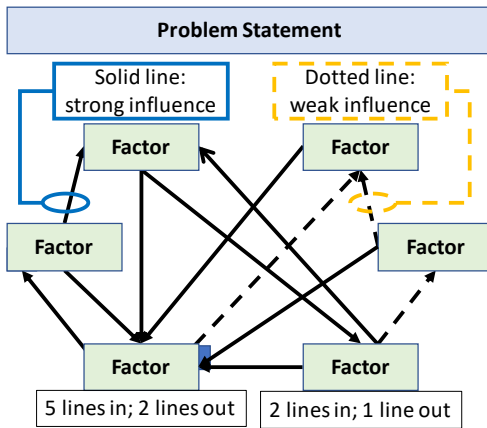 Problem Statement
Solid line:
strong influence
Dotted line:
weak influence
Factor
Factor
Factor
Factor
Factor
Factor
5 lines in; 2 lines out
2 lines in; 1 line out